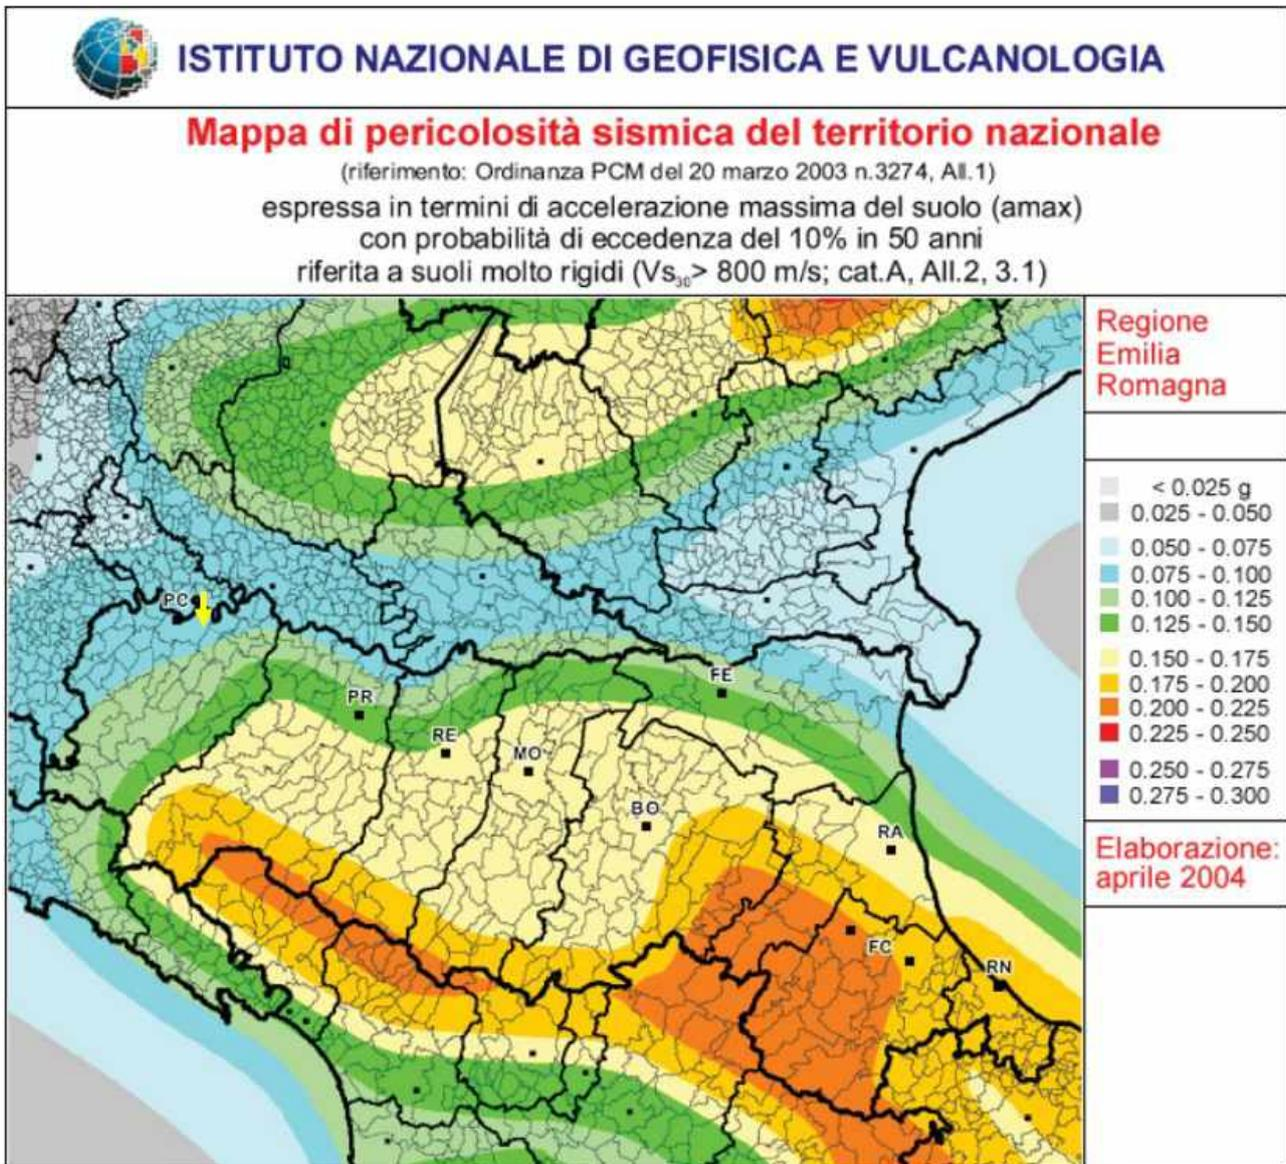 ISTITUTO NAZIONALE DI GEOFISICA E VULCANOLOGIA
Mappa di pericolosità sismica del territorio nazionale
(riferimento: Ordinanza PCM del 20 marzo 2003 n.3274, All.1)
espressa in termini di accelerazione massima del suolo (amax)
con probabilità di eccedenza del 10% in 50 anni
riferita a suoli molto rigidi (Vs₃₀> 800 m/s; cat.A, All.2, 3.1)
Regione
Emilia
Romagna
< 0.025 g
0.025 - 0.050
0.050 - 0.075
0.075 - 0.100
0.100 - 0.125
0.125 - 0.150
0.150 - 0.175
0.175 - 0.200
0.200 - 0.225
0.225 - 0.250
0.250 - 0.275
0.275 - 0.300
Elaborazione:
aprile 2004
PC
PR
FE
RE
MO
BO
RA
FC
RN